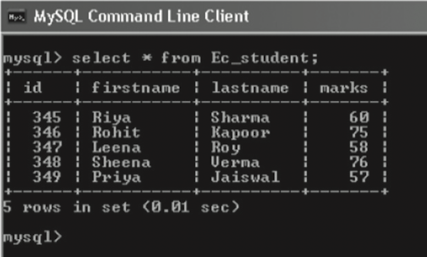 MySQL Command Line Client
mysql> select * from Ec_student;
+------+-----------+----------+-------+
| id   | firstname | lastname | marks |
+------+-----------+----------+-------+
|  345 | Riya      | Sharma   |    60 |
|  346 | Rohit     | Kapoor   |    75 |
|  347 | Leena     | Roy      |    58 |
|  348 | Sheena    | Verma    |    76 |
|  349 | Priya     | Jaiswal  |    57 |
+------+-----------+----------+-------+
5 rows in set (0.01 sec)
mysql>